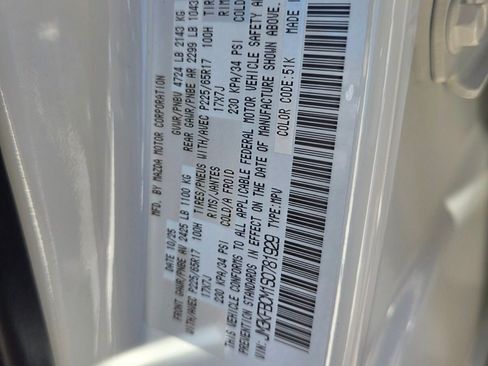 MFD. BY MAZDA MOTOR CORPORATION
DATE 10/25 GVWR/PNBV 4724 LB 2143 KG
FRONT GAWR/PNBE AV 2425 LB 1100 KG REAR GAWR/PNBE AR 2299 LB 1043
WITH/AVEC P225/65R17 100H TIRES/PNEUS WITH/AVEC P225/65R17 100H TIRE
17X7J RIMS/JANTES 17X7J RIMS
230 KPA/34 PSI COLD/A FROID 230 KPA/34 PSI COLD
THIS VEHICLE CONFORMS TO ALL APPLICABLE FEDERAL MOTOR VEHICLE SAFETY AND
PREVENTION STANDARDS IN EFFECT ON THE DATE OF MANUFACTURE SHOWN ABOVE.
VIN: COLOR CODE:51K MADE
TYPE:MPV